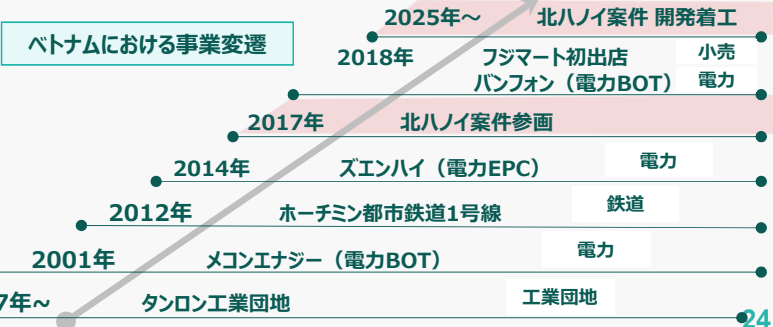 2025年～ 北ハノイ案件 開発着工
ベトナムにおける事業変遷
2018年 フジマート初出店 小売
バンフォン（電力BOT） 電力
2017年 北ハノイ案件参画
2014年 ズエンハイ（電力EPC） 電力
2012年 ホーチミン都市鉄道1号線 鉄道
2001年 メコンエナジー（電力BOT） 電力
7年~ タンロン工業団地 工業団地
24